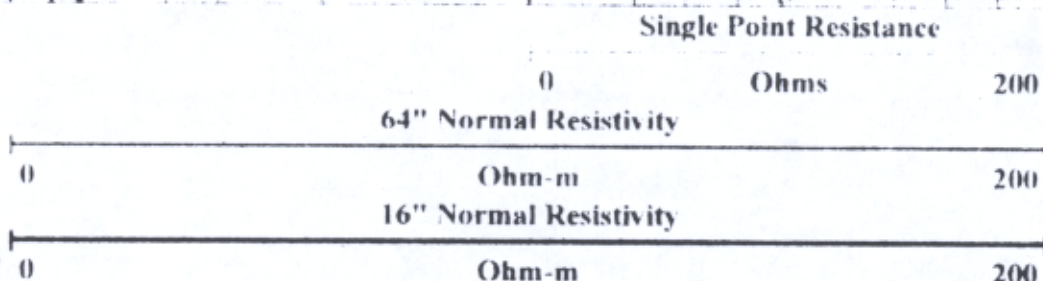 Single Point Resistance
0 Ohms 200
64" Normal Resistivity
0 Ohm-m 200
16" Normal Resistivity
0 Ohm-m 200